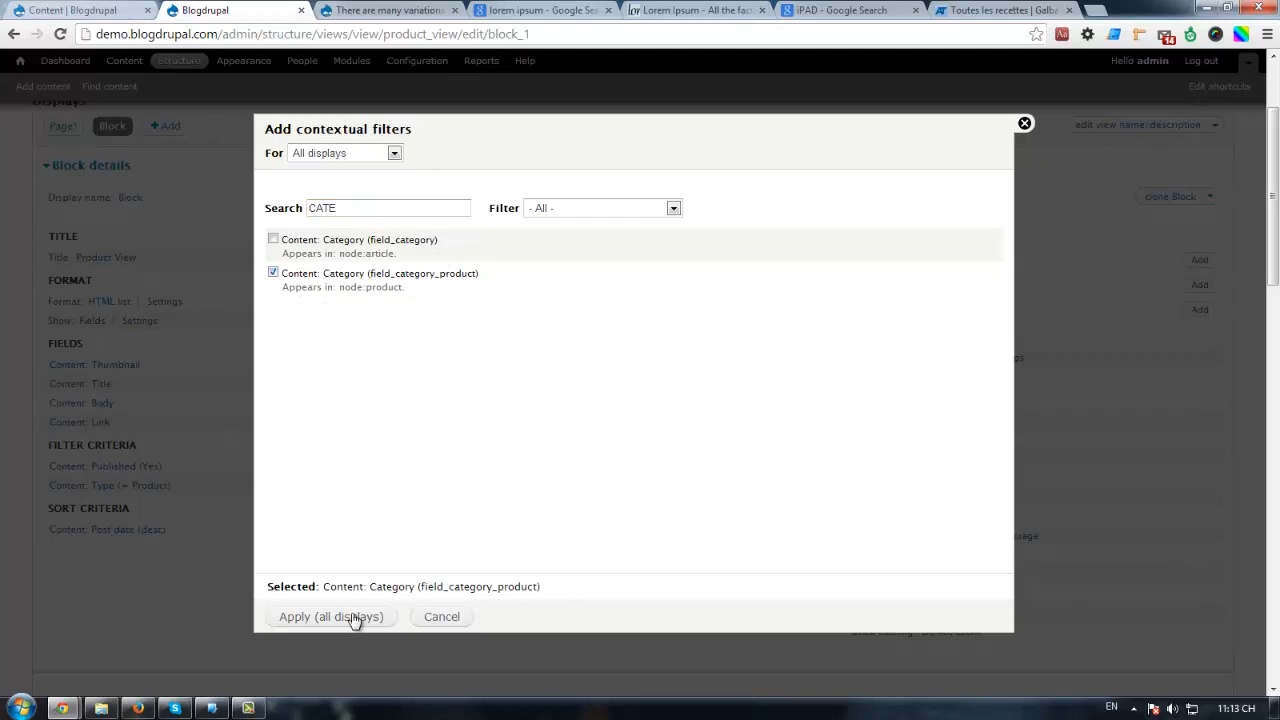 Content | Blogdrupal
Blogdrupal
There are many variation
lorem ipsum - Google Sea
Lorem Ipsum - All the fact
iPAD - Google Search
Toutes les recettes | Galba
demo.blogdrupal.com/admin/structure/views/view/product_view/edit/block_1
14
Dashboard Content Structure Appearance People Modules Configuration Reports Help Hello admin Log out
Add content Find content Edit shortcuts
Displays
Page* Block Add edit view name/description
Block details
Display name: Block clone Block
TITLE
Title: Product View
FORMAT
Format: HTML list | Settings
Show: Fields | Settings
FIELDS
Content: Thumbnail
Content: Title
Content: Body
Content: Link
FILTER CRITERIA
Content: Published (Yes)
Content: Type (= Product)
SORT CRITERIA
Content: Post date (desc)
Add
Add
Add
Add contextual filters
For All displays
Search CATE Filter - All -
Content: Category (field_category)
Appears in: node:article.
Content: Category (field_category_product)
Appears in: node:product.
Selected: Content: Category (field_category_product)
Apply (all displays) Cancel
EN 11:13 CH